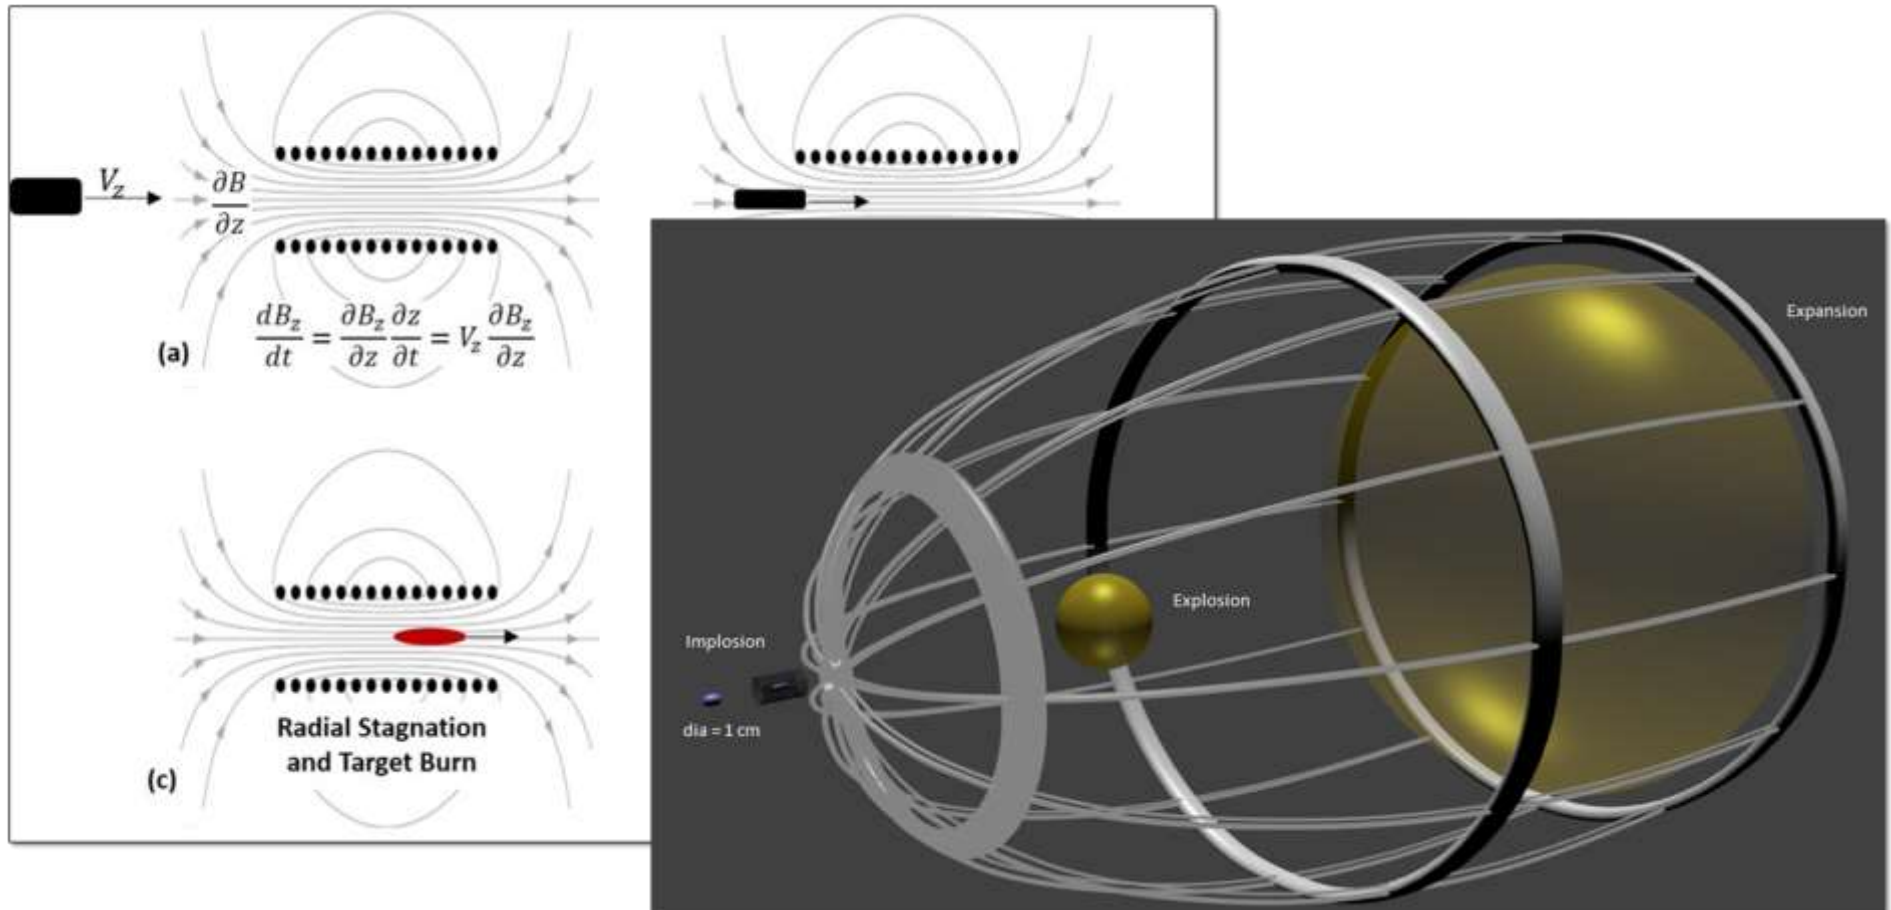 V_z
∂B
∂z
dB_z/dt = ∂B_z/∂z ∂z/∂t = V_z ∂B_z/∂z
(a)
Radial Stagnation
and Target Burn
(c)
Implosion
dia = 1 cm
Explosion
Expansion